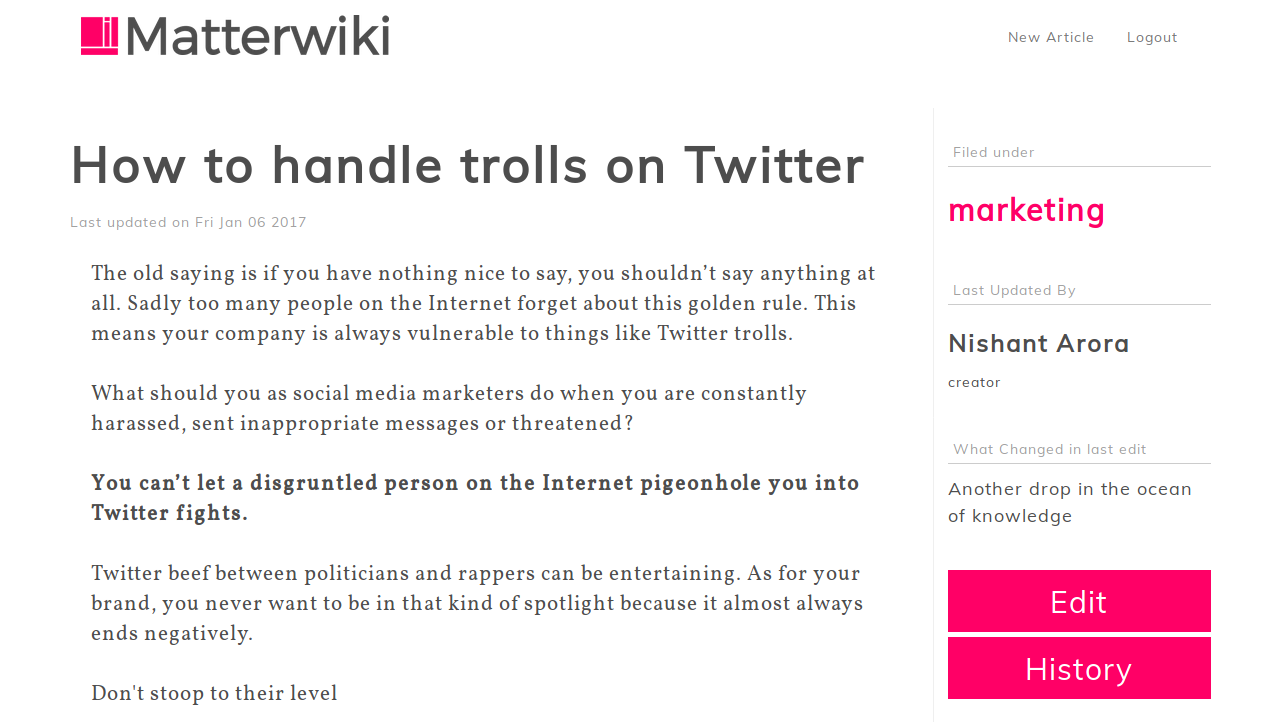 Matterwiki
New Article
Logout
How to handle trolls on Twitter
Last updated on Fri Jan 06 2017
The old saying is if you have nothing nice to say, you shouldn’t say anything at
all. Sadly too many people on the Internet forget about this golden rule. This
means your company is always vulnerable to things like Twitter trolls.
What should you as social media marketers do when you are constantly
harassed, sent inappropriate messages or threatened?
You can’t let a disgruntled person on the Internet pigeonhole you into
Twitter fights.
Twitter beef between politicians and rappers can be entertaining. As for your
brand, you never want to be in that kind of spotlight because it almost always
ends negatively.
Don't stoop to their level
Filed under
marketing
Last Updated By
Nishant Arora
creator
What Changed in last edit
Another drop in the ocean
of knowledge
Edit
History